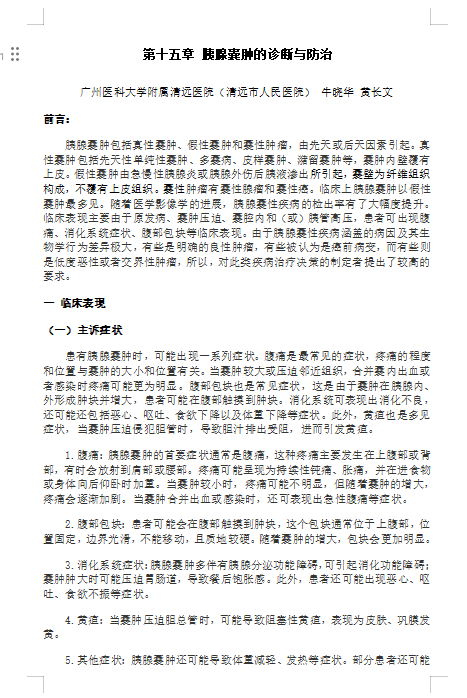 第十五章 胰腺囊肿的诊断与防治
广州医科大学附属清远医院（清远市人民医院） 牛晓华 黄长文
前言：
胰腺囊肿包括真性囊肿、假性囊肿和囊性肿瘤，由先天或后天因素引起。真
性囊肿包括先天性单纯性囊肿、多囊病、皮样囊肿、潴留囊肿等，囊肿内壁覆有
上皮。假性囊肿由急慢性胰腺炎或胰腺外伤后胰液渗出所引起，囊壁为纤维组织
构成，不覆有上皮组织。囊性肿瘤有囊性腺瘤和囊性癌。临床上胰腺囊肿以假性
囊肿最多见。随着医学影像学的进展，胰腺囊性疾病的检出率有了大幅度提升。
临床表现主要由于原发病、囊肿压迫、囊腔内和（或）胰管高压，患者可出现腹
痛、消化系统症状、腹部包块等临床表现。由于胰腺囊性疾病涵盖的病因及其生
物学行为差异极大，有些是明确的良性肿瘤，有些被认为是癌前病变，而有些则
是低度恶性或者交界性肿瘤，所以，对此类疾病治疗决策的制定者提出了较高的
要求。
一 临床表现
（一）主诉症状
患有胰腺囊肿时，可能出现一系列症状。腹痛是最常见的症状，疼痛的程度
和位置与囊肿的大小和位置有关。当囊肿较大或压迫邻近组织，合并囊内出血或
者感染时疼痛可能更为明显。腹部包块也是常见症状，这是由于囊肿在胰腺内、
外形成肿块并增大，患者可能在腹部触摸到肿块。消化系统可表现出消化不良，
还可能还包括恶心、呕吐、食欲下降以及体重下降等症状。此外，黄疸也是多见
症状，当囊肿压迫侵犯胆管时，导致胆汁排出受阻，进而引发黄疸。
1.腹痛：胰腺囊肿的首要症状通常是腹痛，这种疼痛主要发生在上腹部或背
部，有时会放射到肩部或腰部。疼痛可能呈现为持续性钝痛、胀痛，并在进食物
或身体向后仰卧时加重。当囊肿较小时，疼痛可能不明显，但随着囊肿的增大，
疼痛会逐渐加剧。当囊肿合并出血或感染时，还可表现出急性腹痛等症状。
2.腹部包块：患者可能会在腹部触摸到肿块，这个包块通常位于上腹部，位
置固定，边界光滑，不能移动，且质地较硬。随着囊肿的增大，包块会更加明显。
3.消化系统症状：胰腺囊肿多伴有胰腺分泌功能障碍，可引起消化功能障碍；
囊肿肿大时可能压迫胃肠道，导致餐后饱胀感。此外，患者还可能出现恶心、呕
吐、食欲不振等症状。
4.黄疸：当囊肿压迫胆总管时，可能导致阻塞性黄疸，表现为皮肤、巩膜发
黄。
5.其他症状：胰腺囊肿还可能导致体重减轻、发热等症状。部分患者还可能